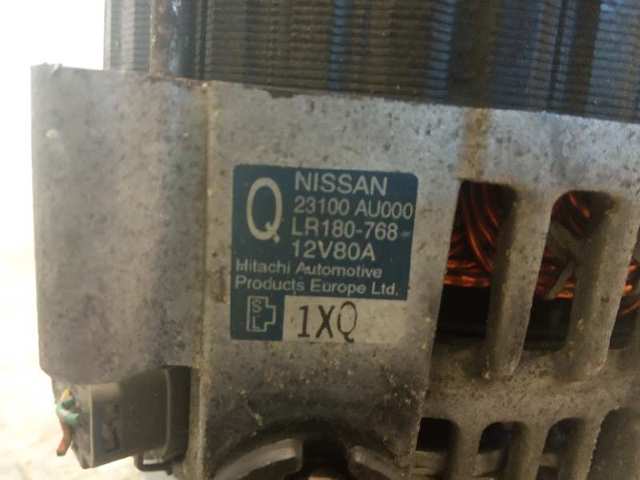 Q
NISSAN
23100 AU000
LR180-768
12V80A
Hitachi Automotive
Products Europe Ltd.
S
L
1XQ